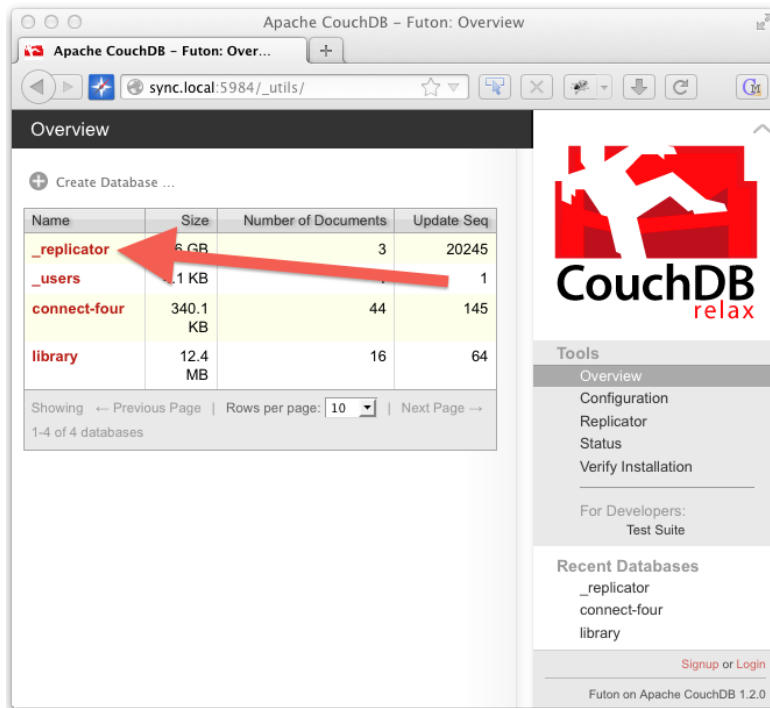 Apache CouchDB – Futon: Overview
Apache CouchDB – Futon: Over...
sync.local:5984/_utils/
Overview
Create Database ...
Name Size Number of Documents Update Seq
_replicator GB 3 20245
_users .1 KB 1
connect-four 340.1 KB 44 145
library 12.4 MB 16 64
Showing ← Previous Page | Rows per page: 10 | Next Page →
1-4 of 4 databases
CouchDB
relax
Tools
Overview
Configuration
Replicator
Status
Verify Installation
For Developers:
Test Suite
Recent Databases
_replicator
connect-four
library
Signup or Login
Futon on Apache CouchDB 1.2.0